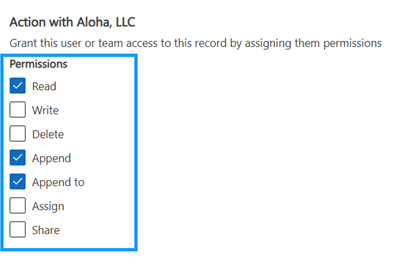 Action with Aloha, LLC
Grant this user or team access to this record by assigning them permissions
Permissions
Read
Write
Delete
Append
Append to
Assign
Share